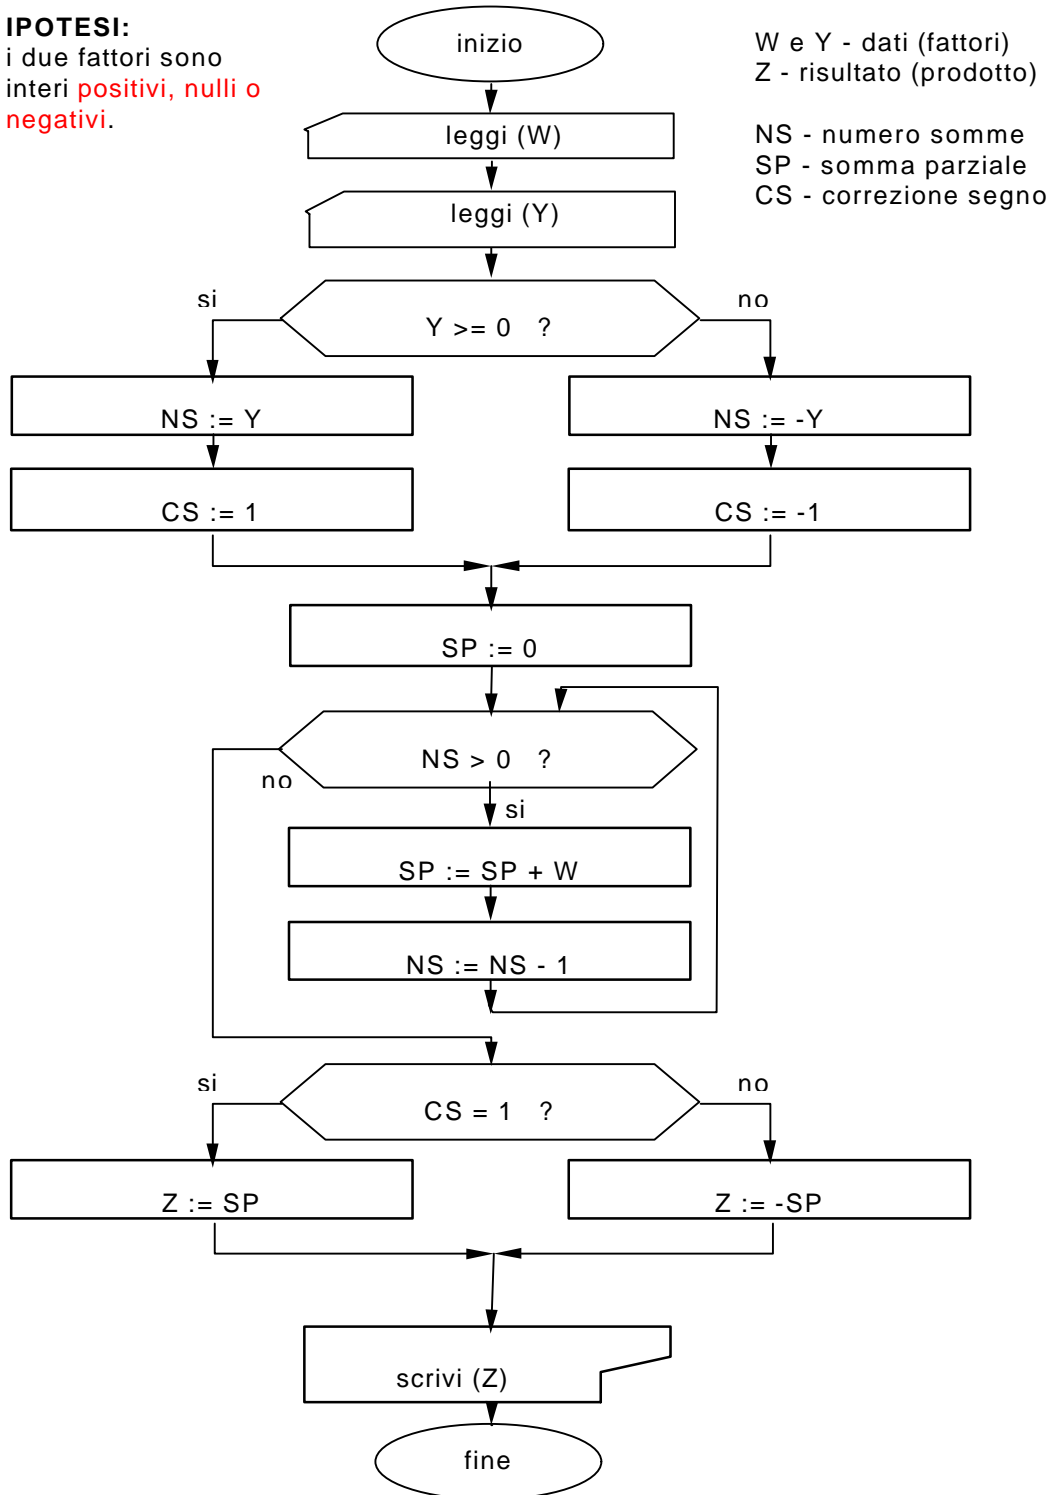 IPOTESI:
i due fattori sono
interi positivi, nulli o
negativi.
inizio
W e Y - dati (fattori)
Z - risultato (prodotto)
NS - numero somme
SP - somma parziale
CS - correzione segno
leggi (W)
leggi (Y)
si
Y >= 0 ?
no
NS := Y
NS := -Y
CS := 1
CS := -1
SP := 0
NS > 0 ?
no
si
SP := SP + W
NS := NS - 1
si
CS = 1 ?
no
Z := SP
Z := -SP
scrivi (Z)
fine